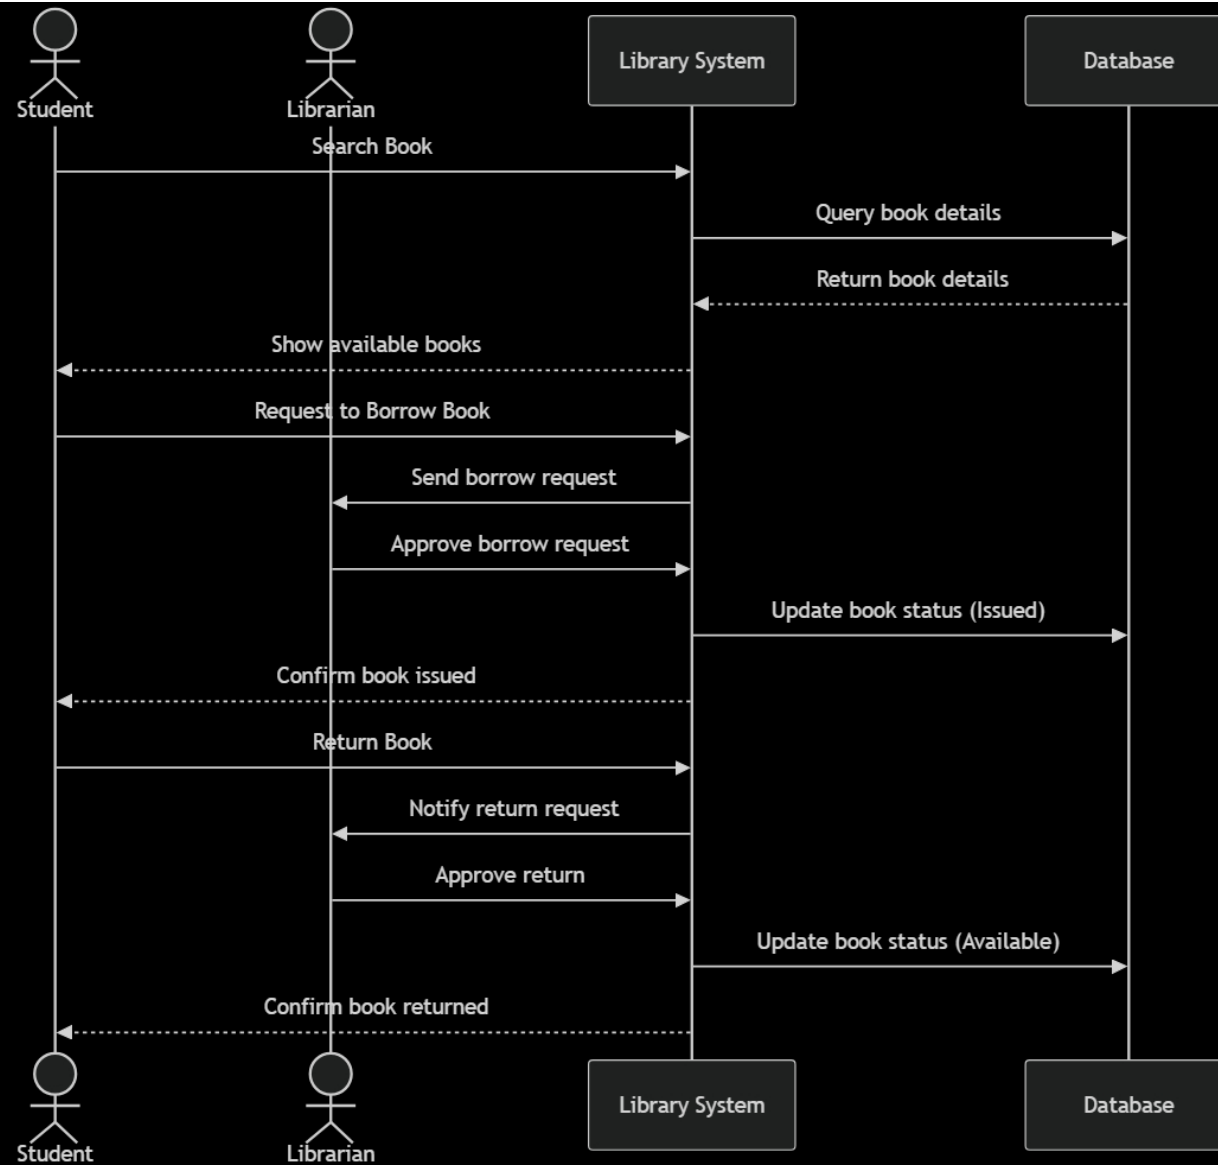 Library System
Database
Student
Librarian
Search Book
Query book details
Return book details
Show available books
Request to Borrow Book
Send borrow request
Approve borrow request
Update book status (Issued)
Confirm book issued
Return Book
Notify return request
Approve return
Update book status (Available)
Confirm book returned
Library System
Database
Student
Librarian